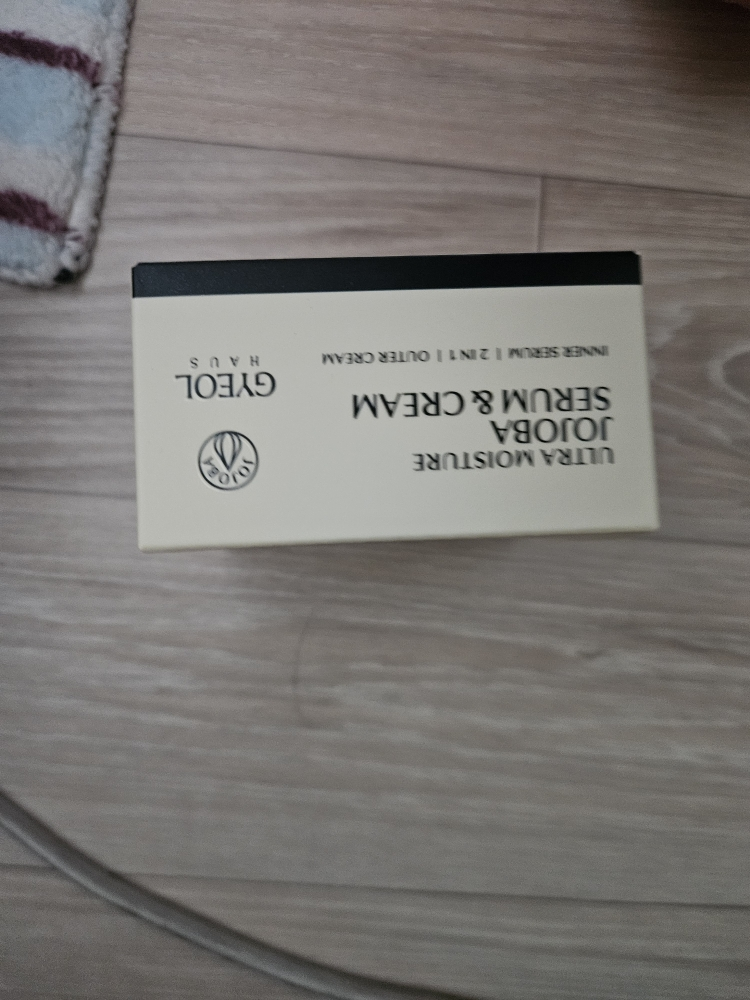 ULTRA MOISTURE
JOJOBA
SERUM & CREAM
INNER SERUM | 2 IN 1 | OUTER CREAM
JOJOBA
GYEOL
HAUS